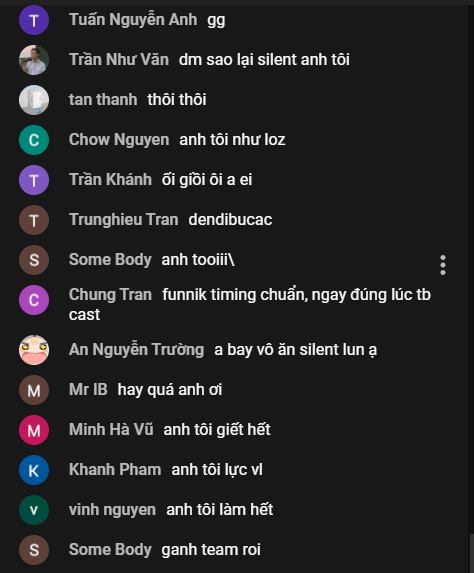 T Tuấn Nguyễn Anh gg
Trần Như Văn dm sao lại silent anh tôi
tan thanh thôi thôi
C Chow Nguyen anh tôi như loz
T Trần Khánh ối giồi ôi a ei
T Trunghieu Tran dendibucac
S Some Body anh tooiii\
C Chung Tran funnik timing chuẩn, ngay đúng lúc tb
cast
An Nguyễn Trường a bay vô ăn silent lun ạ
M Mr IB hay quá anh ơi
M Minh Hà Vũ anh tôi giết hết
K Khanh Pham anh tôi lực vl
v vinh nguyen anh tôi làm hết
S Some Body ganh team roi